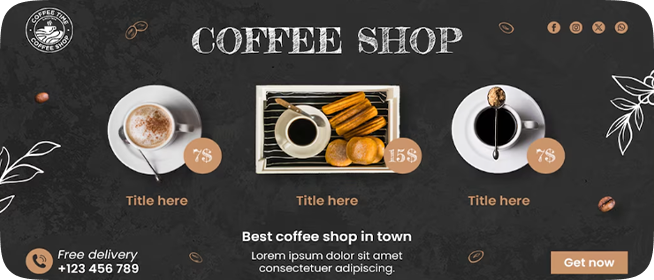 COFFEE TIME
COFFEE SHOP
COFFEE SHOP
7$
15$
7$
Title here
Title here
Title here
Best coffee shop in town
Free delivery
+123 456 789
Lorem ipsum dolor sit amet
consectetuer adipiscing.
Get now